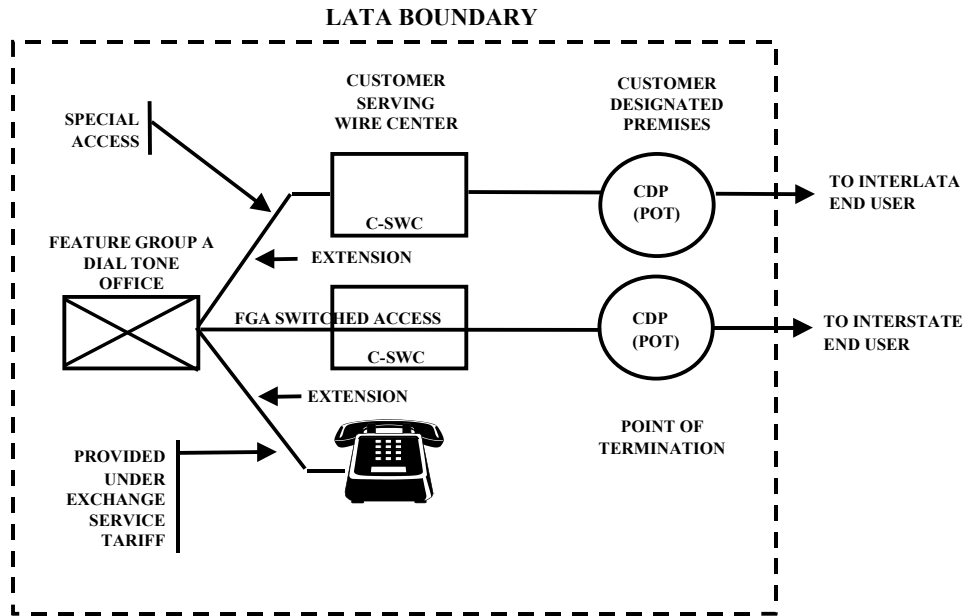 LATA BOUNDARY
CUSTOMER
SERVING
WIRE CENTER
CUSTOMER
DESIGNATED
PREMISES
SPECIAL
ACCESS
CDP
(POT)
TO INTERLATA
END USER
C-SWC
FEATURE GROUP A
DIAL TONE
OFFICE
EXTENSION
FGA SWITCHED ACCESS
C-SWC
CDP
(POT)
TO INTERSTATE
END USER
EXTENSION
POINT OF
TERMINATION
PROVIDED
UNDER
EXCHANGE
SERVICE
TARIFF